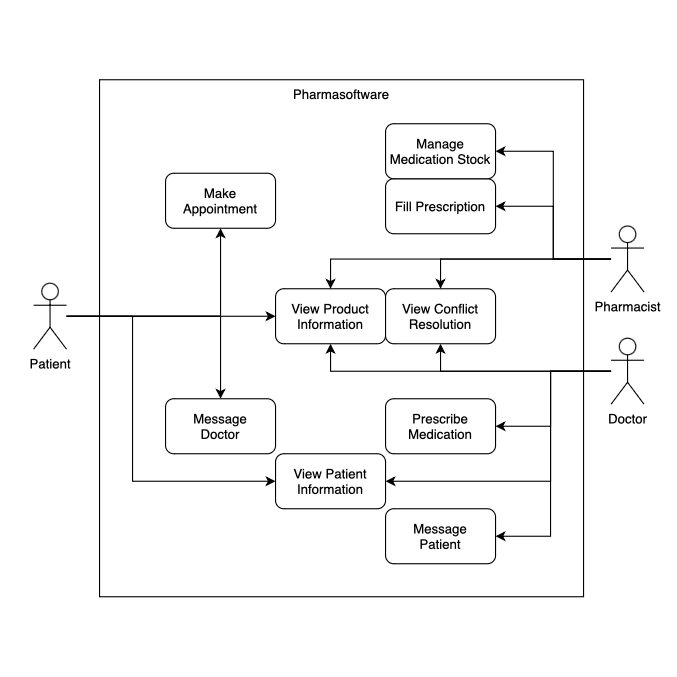 Pharmasoftware
Manage
Medication Stock
Make
Appointment
Fill Prescription
Pharmacist
View Product
Information
View Conflict
Resolution
Patient
Doctor
Message
Doctor
Prescribe
Medication
View Patient
Information
Message
Patient